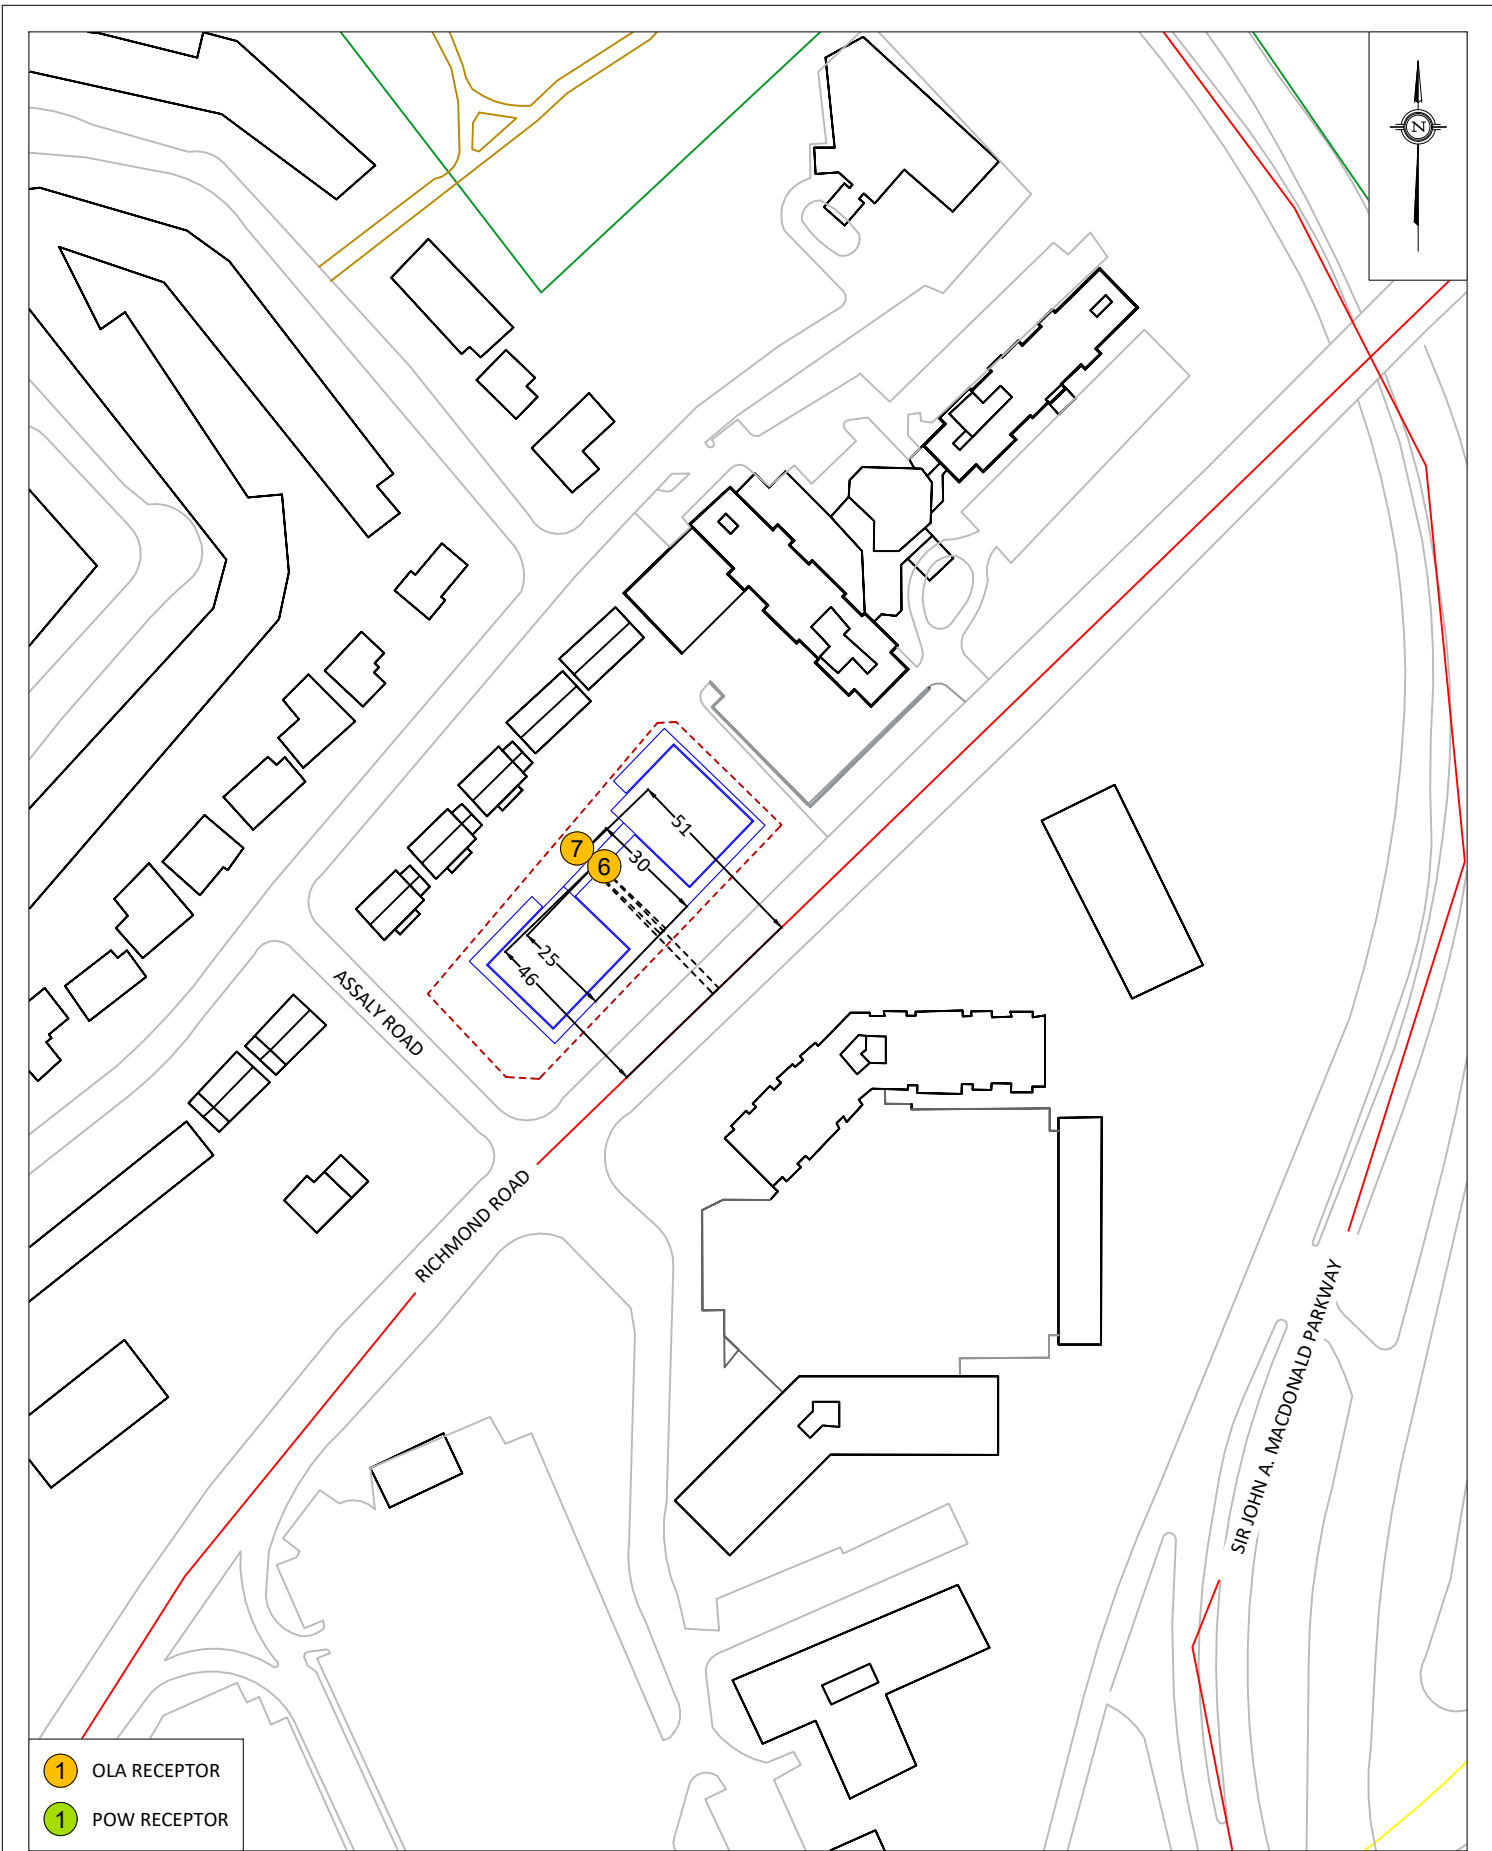 N
51
30
7
6
25
46
ASSALY ROAD
RICHMOND ROAD
SIR JOHN A. MACDONALD PARKWAY
1 OLA RECEPTOR
1 POW RECEPTOR